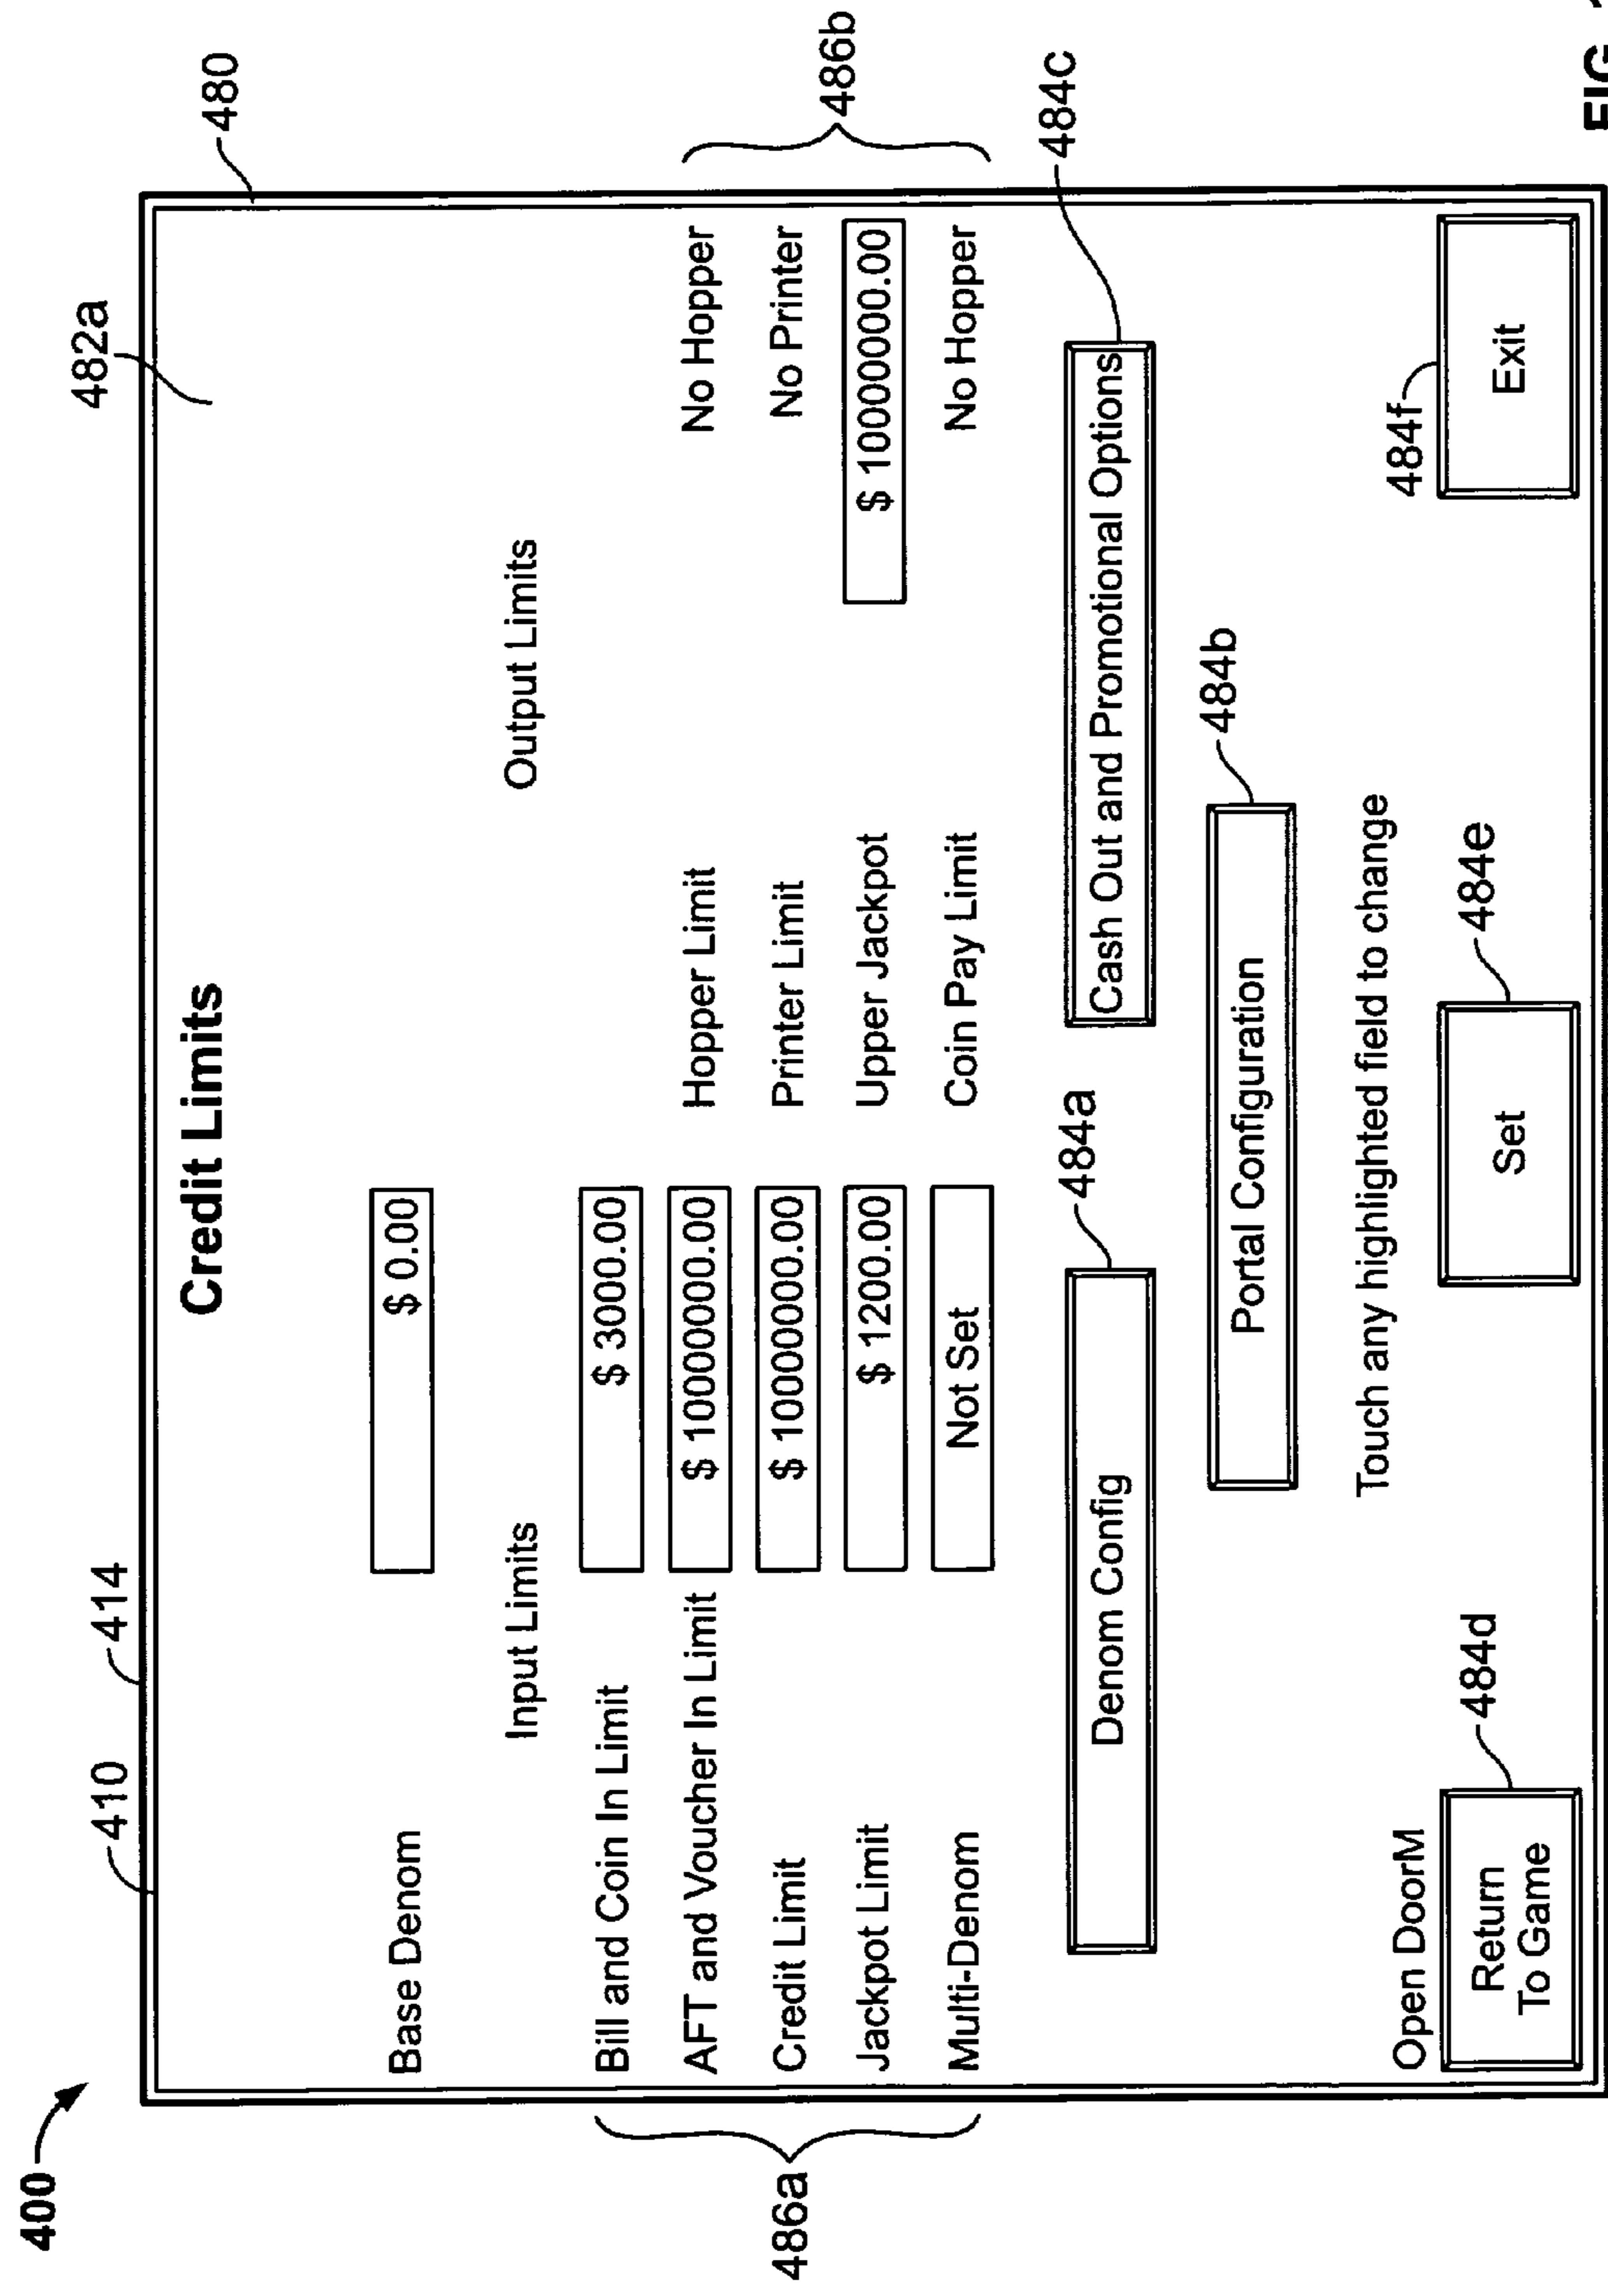 400
410
414
482a
480
Credit Limits
Base Denom
$ 0.00
Input Limits
Output Limits
Bill and Coin In Limit
$ 3000.00
AFT and Voucher In Limit
$ 10000000.00
Hopper Limit
No Hopper
Credit Limit
$ 10000000.00
Printer Limit
No Printer
Jackpot Limit
$ 1200.00
Upper Jackpot
$ 10000000.00
Multi-Denom
Not Set
Coin Pay Limit
No Hopper
486a
486b
484a
484c
Denom Config
Cash Out and Promotional Options
484b
Portal Configuration
Touch any highlighted field to change
Open DoorM
484d
484e
484f
Return
To Game
Set
Exit
FIG